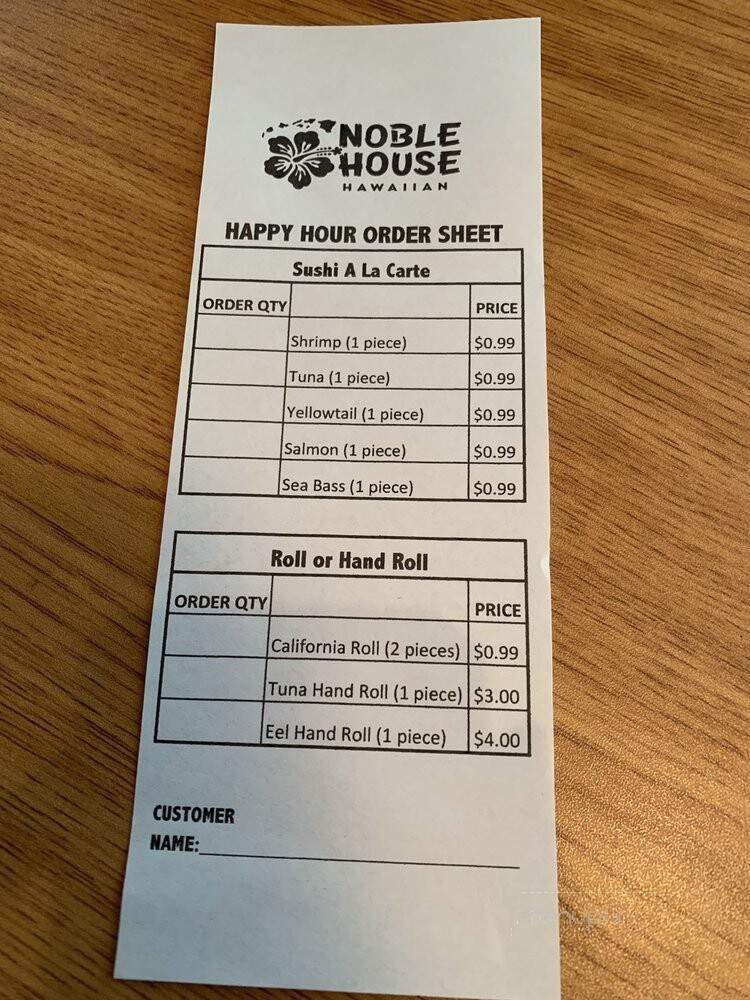 NOBLE
HOUSE
HAWAIIAN
HAPPY HOUR ORDER SHEET
Sushi A La Carte
ORDER QTY PRICE
Shrimp (1 piece) $0.99
Tuna (1 piece) $0.99
Yellowtail (1 piece) $0.99
Salmon (1 piece) $0.99
Sea Bass (1 piece) $0.99
Roll or Hand Roll
ORDER QTY PRICE
California Roll (2 pieces) $0.99
Tuna Hand Roll (1 piece) $3.00
Eel Hand Roll (1 piece) $4.00
CUSTOMER
NAME: